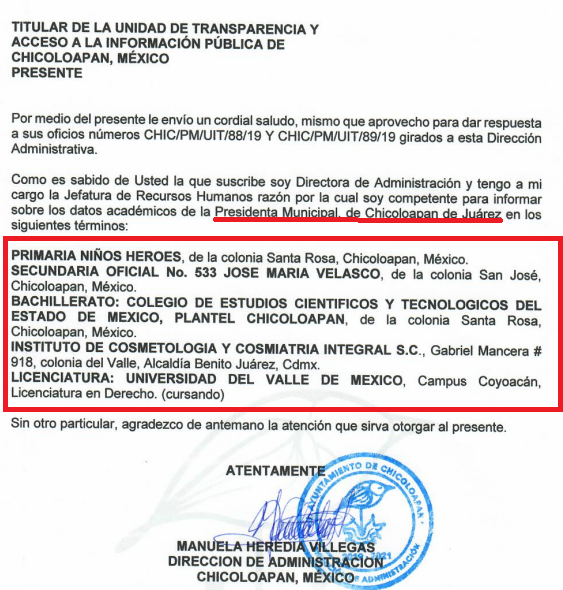 TITULAR DE LA UNIDAD DE TRANSPARENCIA Y
ACCESO A LA INFORMACIÓN PÚBLICA DE
CHICOLOAPAN, MÉXICO
PRESENTE
Por medio del presente le envío un cordial saludo, mismo que aprovecho para dar respuesta
a sus oficios números CHIC/PM/UIT/88/19 Y CHIC/PM/UIT/89/19 girados a esta Dirección
Administrativa.
Como es sabido de Usted la que suscribe soy Directora de Administración y tengo a mi
cargo la Jefatura de Recursos Humanos razón por la cual soy competente para informar
sobre los datos académicos de la Presidenta Municipal, de Chicoloapan de Juárez en los
siguientes términos:
PRIMARIA NIÑOS HEROES, de la colonia Santa Rosa, Chicoloapan, México.
SECUNDARIA OFICIAL No. 533 JOSE MARIA VELASCO, de la colonia San José,
Chicoloapan, México.
BACHILLERATO: COLEGIO DE ESTUDIOS CIENTIFICOS Y TECNOLOGICOS DEL
ESTADO DE MEXICO, PLANTEL CHICOLOAPAN, de la colonia Santa Rosa,
Chicoloapan, México.
INSTITUTO DE COSMETOLOGIA Y COSMIATRIA INTEGRAL S.C., Gabriel Mancera #
918, colonia del Valle, Alcaldía Benito Juárez, Cdmx.
LICENCIATURA: UNIVERSIDAD DEL VALLE DE MEXICO, Campus Coyoacán,
Licenciatura en Derecho. (cursando)
Sin otro particular, agradezco de antemano la atención que sirva otorgar al presente.
ATENTAMENTE
AYUNTAMIENTO DE CHICOLOAPAN
MANUELA HEREDIA VILLEGAS
2019 - 2021
DIRECCION DE ADMINISTRACION
CHICOLOAPAN, MÉXICO
DE ADMINISTRACIÓN